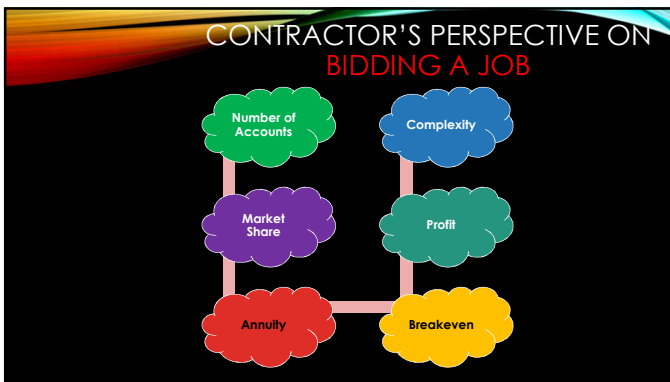 CONTRACTOR'S PERSPECTIVE ON
BIDDING A JOB
Number of
Accounts
Market
Share
Annuity
Breakeven
Profit
Complexity